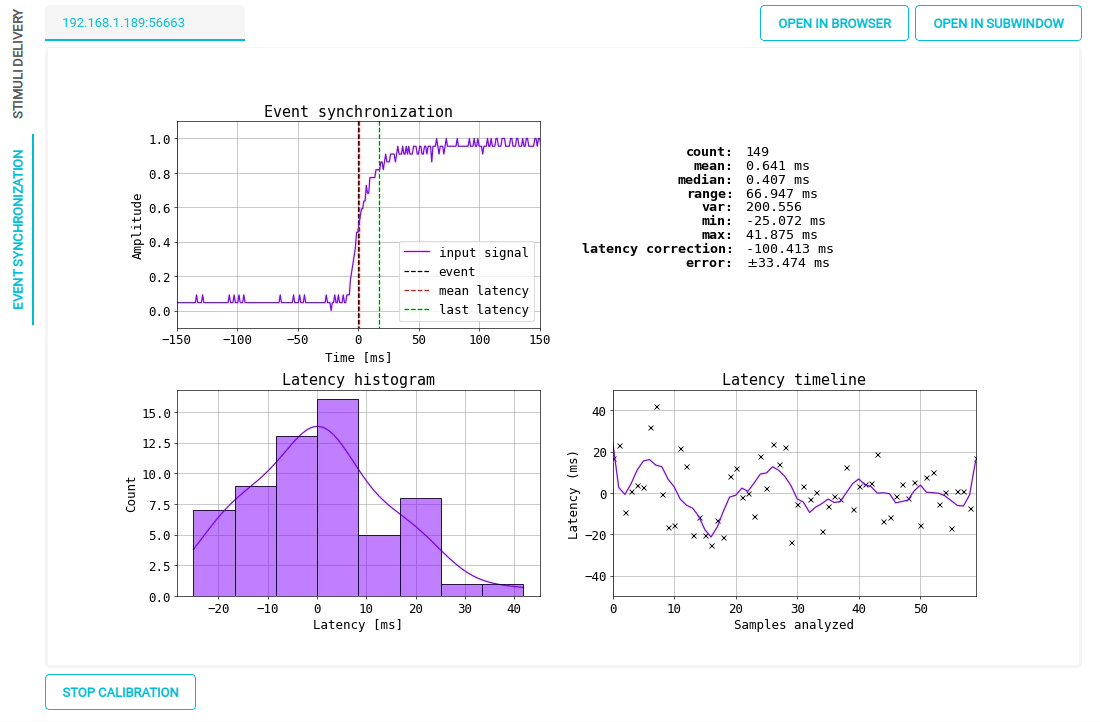 STIMULI DELIVERY
EVENT SYNCHRONIZATION
192.168.1.189:56663
OPEN IN BROWSER
OPEN IN SUBWINDOW
Event synchronization
Amplitude
1.0
0.8
0.6
0.4
0.2
0.0
input signal
event
mean latency
last latency
−150 −100 −50 0 50 100 150
Time [ms]
count: 149
mean: 0.641 ms
median: 0.407 ms
range: 66.947 ms
var: 200.556
min: -25.072 ms
max: 41.875 ms
latency correction: -100.413 ms
error: ±33.474 ms
Latency histogram
Count
15.0
12.5
10.0
7.5
5.0
2.5
0.0
−20 −10 0 10 20 30 40
Latency [ms]
Latency timeline
Latency (ms)
40
20
0
−20
−40
0 10 20 30 40 50
Samples analyzed
STOP CALIBRATION